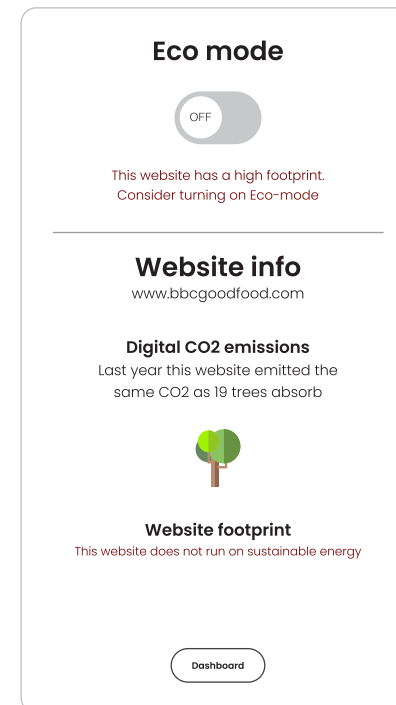 Eco mode
OFF
This website has a high footprint.
Consider turning on Eco-mode
Website info
www.bbcgoodfood.com
Digital CO2 emissions
Last year this website emitted the
same CO2 as 19 trees absorb
Website footprint
This website does not run on sustainable energy
Dashboard